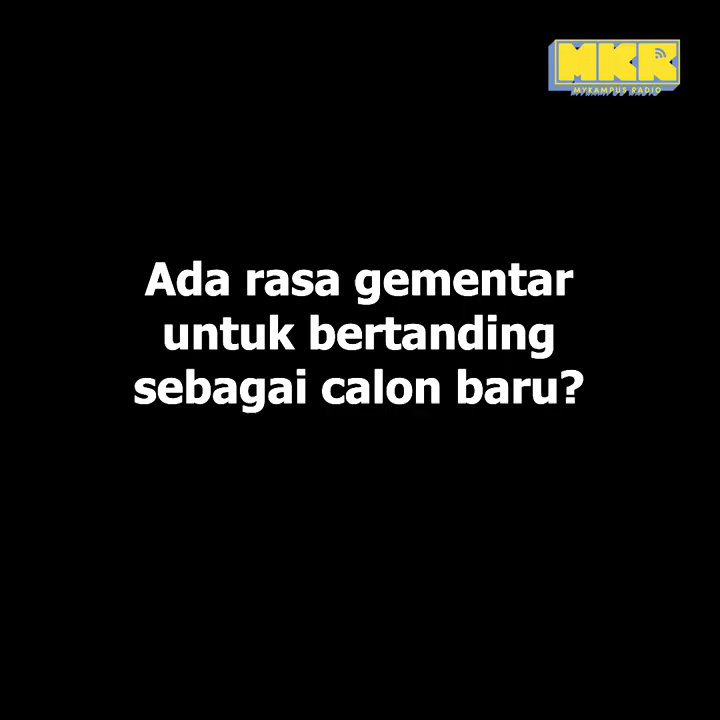 MKR
MYKAMPUS RADIO
Ada rasa gementar
untuk bertanding
sebagai calon baru?